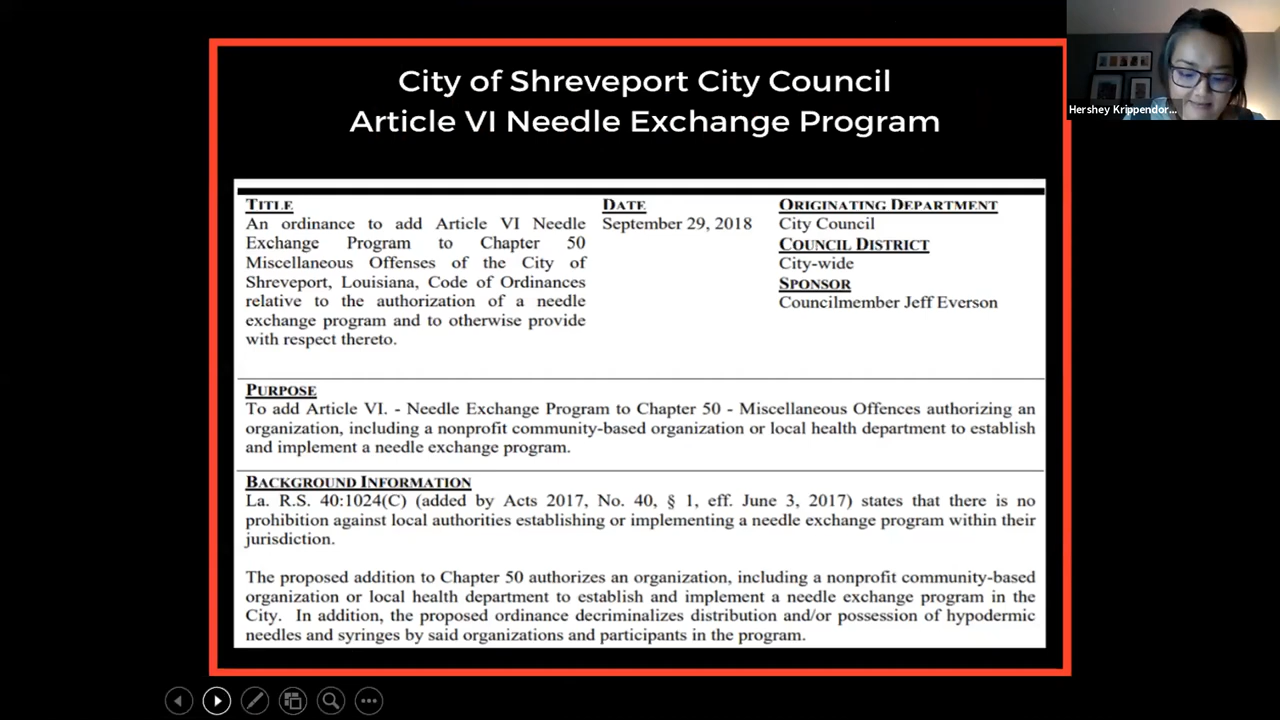 City of Shreveport City Council
Article VI Needle Exchange Program
Hershey Krippendor...
TITLE
An ordinance to add Article VI Needle
Exchange Program to Chapter 50
Miscellaneous Offenses of the City of
Shreveport, Louisiana, Code of Ordinances
relative to the authorization of a needle
exchange program and to otherwise provide
with respect thereto.
DATE
September 29, 2018
ORIGINATING DEPARTMENT
City Council
COUNCIL DISTRICT
City-wide
SPONSOR
Councilmember Jeff Everson
PURPOSE
To add Article VI. - Needle Exchange Program to Chapter 50 - Miscellaneous Offences authorizing an
organization, including a nonprofit community-based organization or local health department to establish
and implement a needle exchange program.
BACKGROUND INFORMATION
La. R.S. 40:1024(C) (added by Acts 2017, No. 40, § 1, eff. June 3, 2017) states that there is no
prohibition against local authorities establishing or implementing a needle exchange program within their
jurisdiction.
The proposed addition to Chapter 50 authorizes an organization, including a nonprofit community-based
organization or local health department to establish and implement a needle exchange program in the
City. In addition, the proposed ordinance decriminalizes distribution and/or possession of hypodermic
needles and syringes by said organizations and participants in the program.